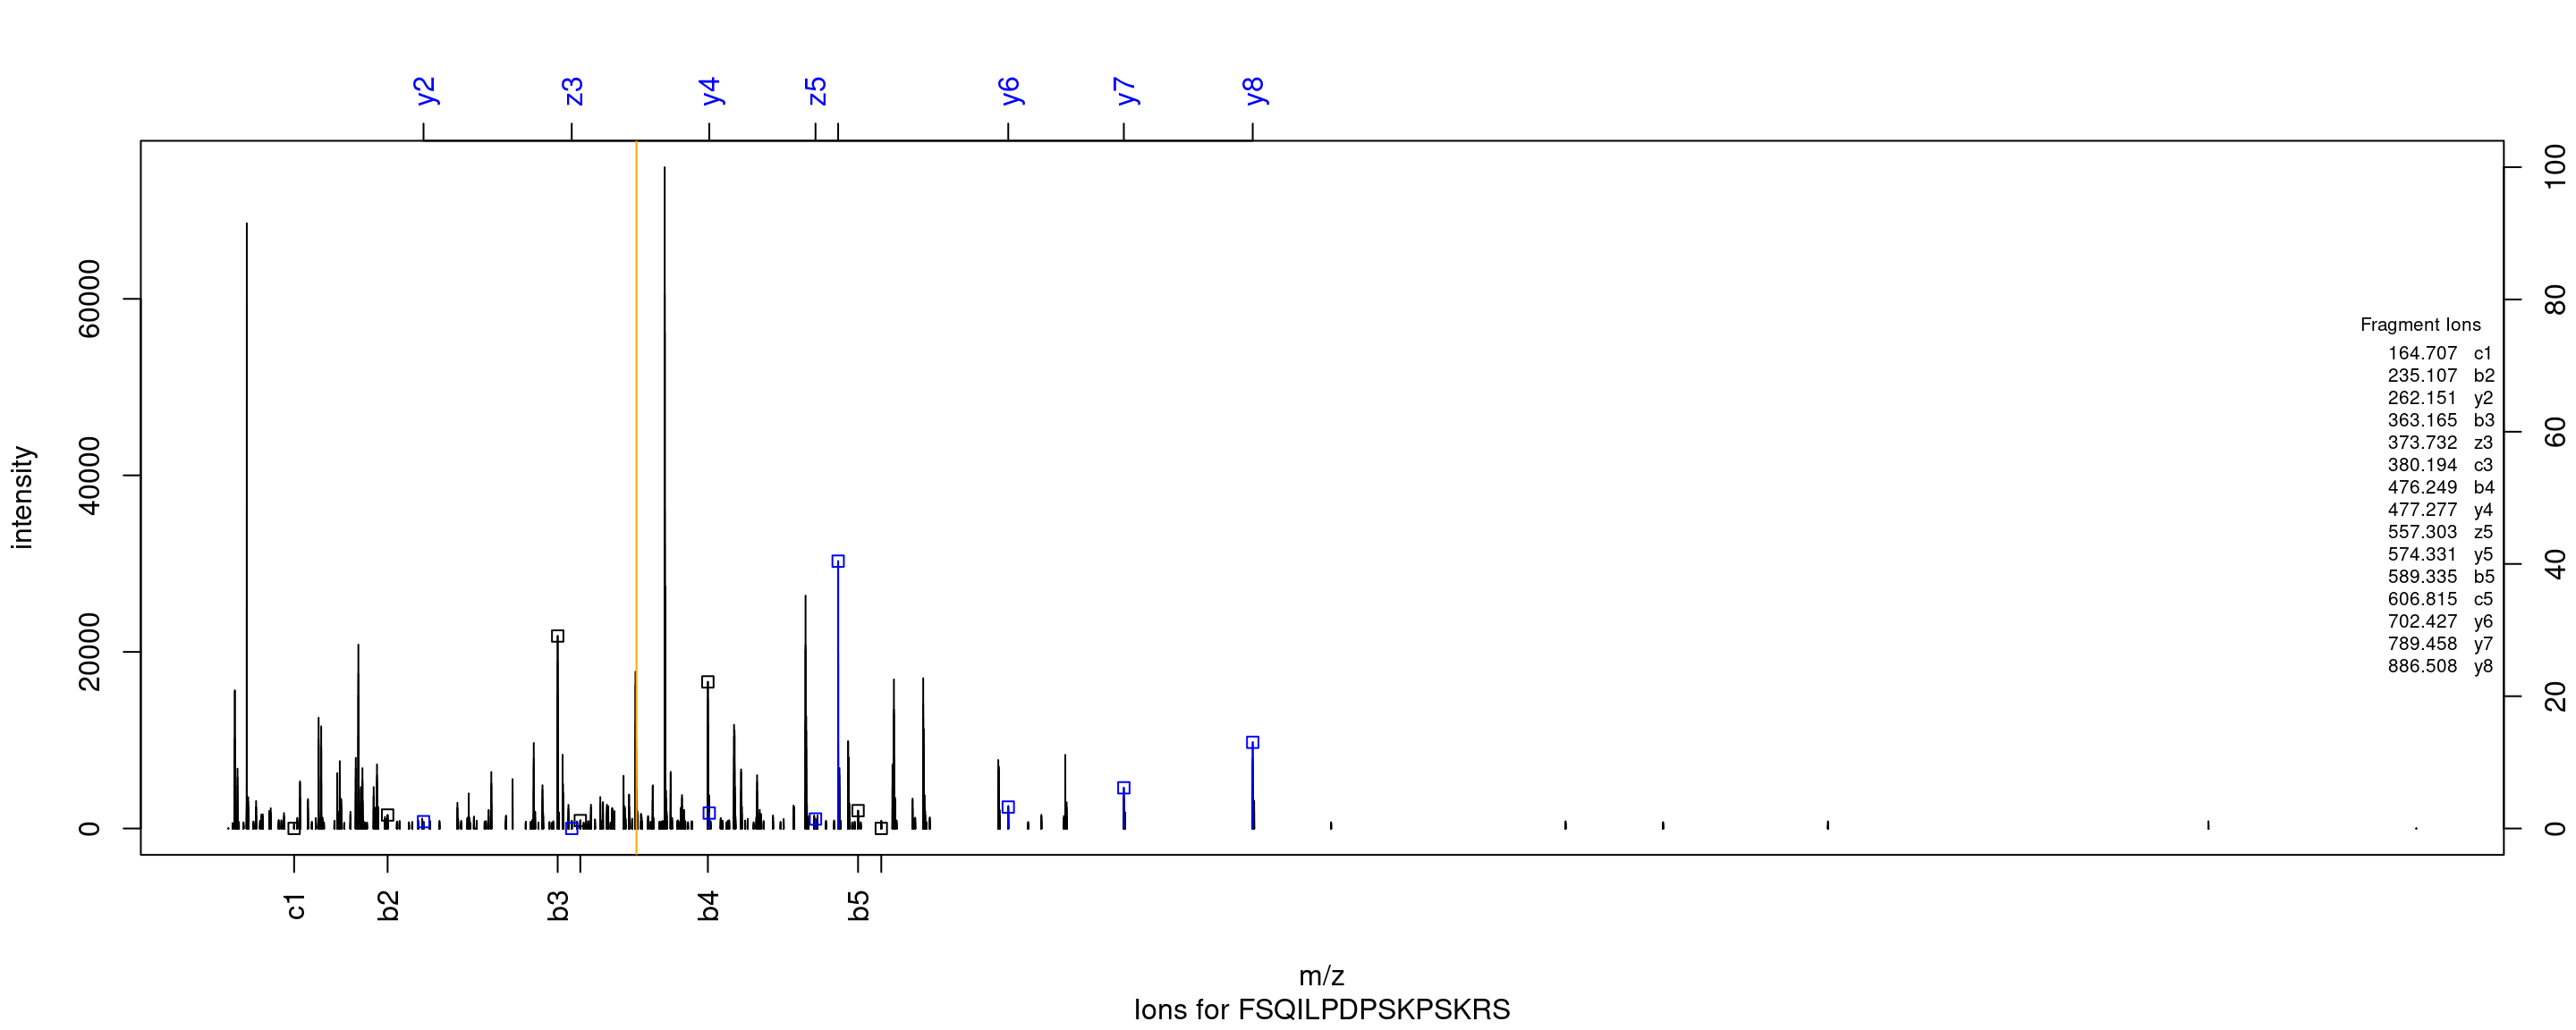 y2 z3 y4 z5 y6 y7 y8
intensity
0 20000 40000 60000
0 20 40 60 80 100
Fragment Ions
164.707 c1
235.107 b2
262.151 y2
363.165 b3
373.732 z3
380.194 c3
476.249 b4
477.277 y4
557.303 z5
574.331 y5
589.335 b5
606.815 c5
702.427 y6
789.458 y7
886.508 y8
c1 b2 b3 b4 b5
m/z
Ions for FSQILPDPSKPSKRS